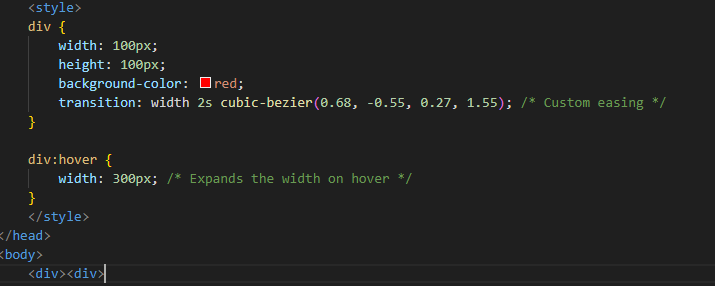 <style>
div {
width: 100px;
height: 100px;
background-color: red;
transition: width 2s cubic-bezier(0.68, -0.55, 0.27, 1.55); /* Custom easing */
}
div:hover {
width: 300px; /* Expands the width on hover */
}
</style>
</head>
<body>
<div><div>